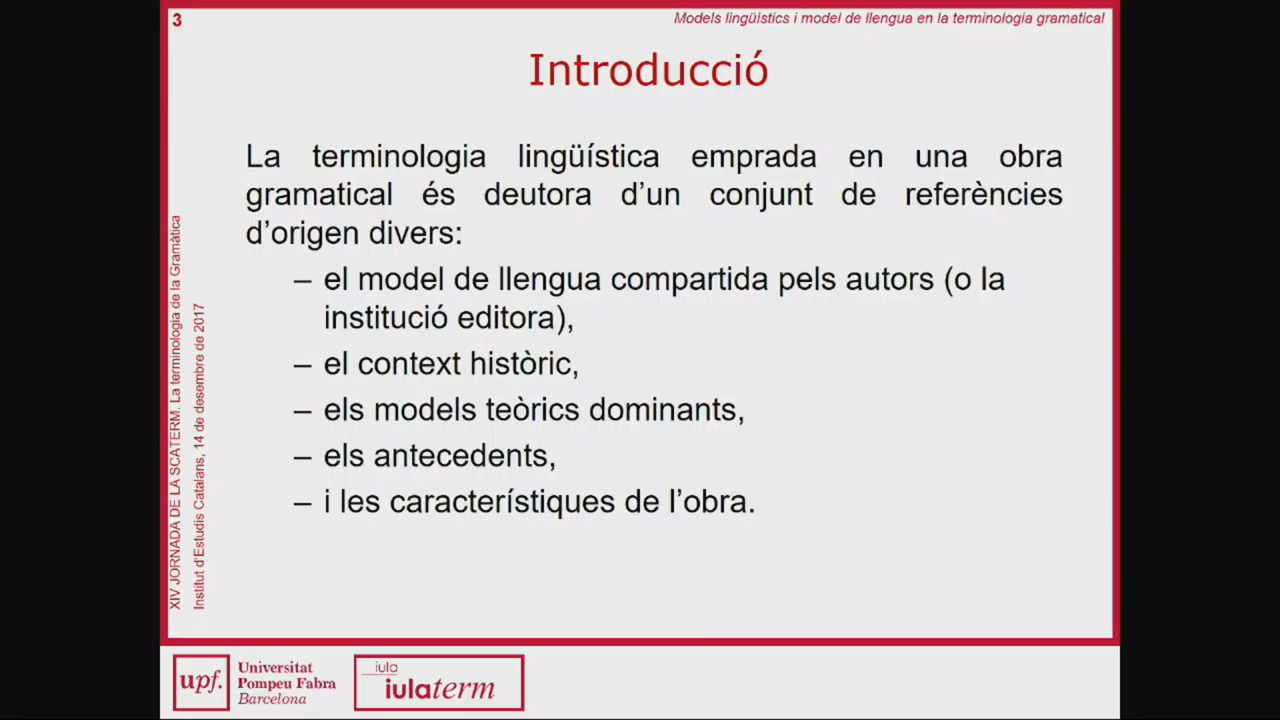 3
Models lingüístics i model de llengua en la terminologia gramatical
Introducció
La terminologia lingüística emprada en una obra
gramatical és deutora d'un conjunt de referències
d'origen divers:
– el model de llengua compartida pels autors (o la
institució editora),
– el context històric,
– els models teòrics dominants,
– els antecedents,
– i les característiques de l'obra.
XIV JORNADA DE LA SCATERM. La terminologia de la Gramàtica
Institut d'Estudis Catalans, 14 de desembre de 2017
upf.
Universitat
Pompeu Fabra
Barcelona
iula
iulaterm